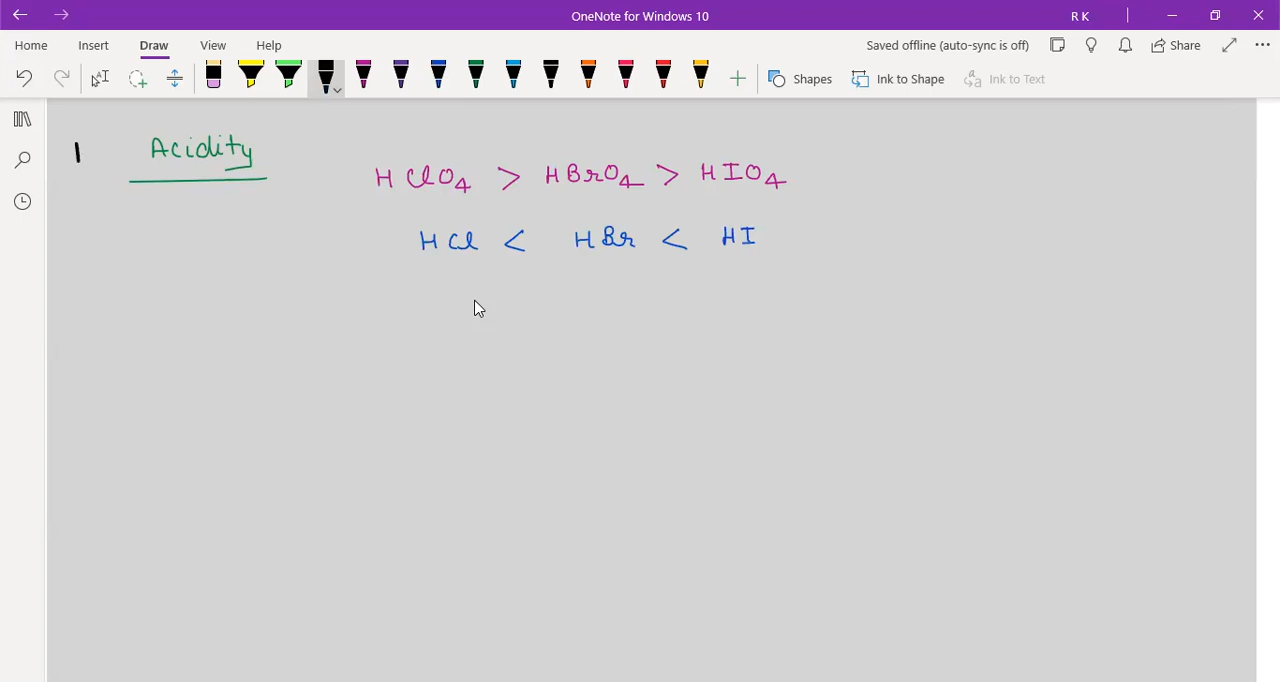 OneNote for Windows 10
R K
Home Insert Draw View Help
Saved offline (auto-sync is off)
Share
Shapes
Ink to Shape
Ink to Text
1 Acidity
HClO4 > HBrO4 > HIO4
HCl < HBr < HI